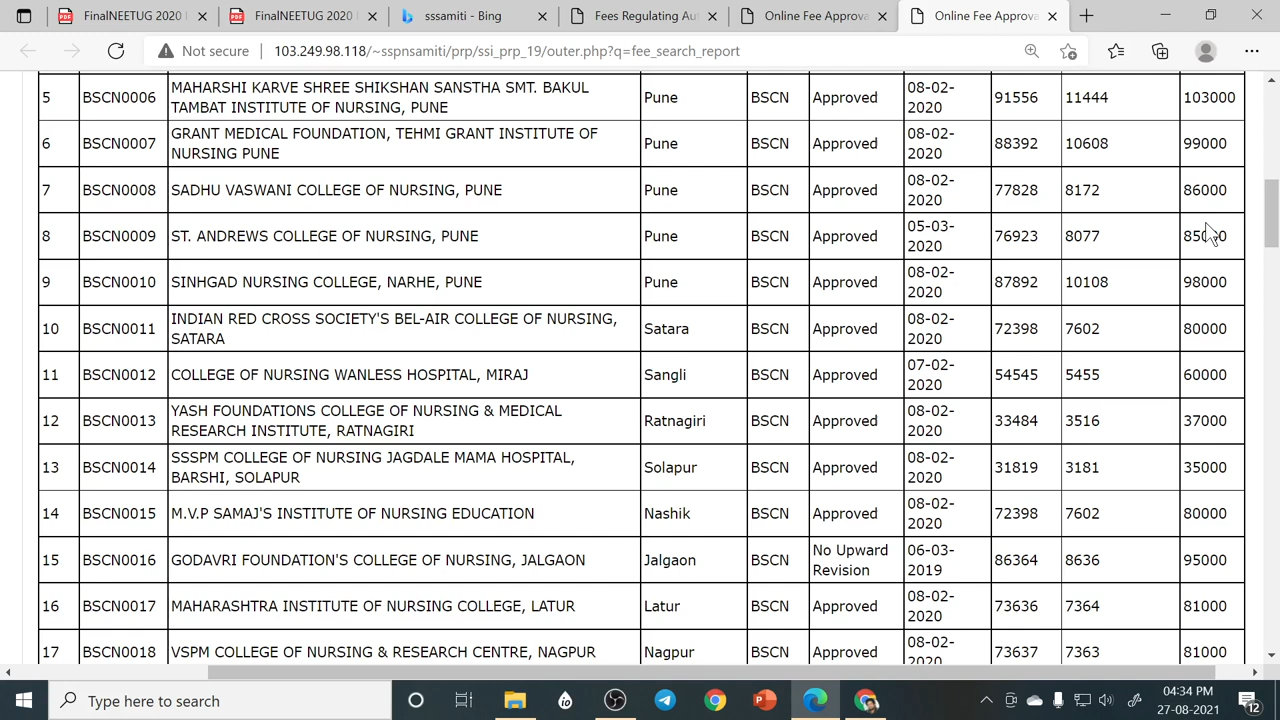 FinalNEETUG 2020
FinalNEETUG 2020
sssamiti - Bing
Fees Regulating Au
Online Fee Approva
Online Fee Approva
Not secure
103.249.98.118/~sspnsamiti/prp/ssi_prp_19/outer.php?q=fee_search_report
5 BSCN0006 MAHARSHI KARVE SHREE SHIKSHAN SANSTHA SMT. BAKUL Pune BSCN Approved 08-02- 91556 11444 103000
TAMBAT INSTITUTE OF NURSING, PUNE 2020
6 BSCN0007 GRANT MEDICAL FOUNDATION, TEHMI GRANT INSTITUTE OF Pune BSCN Approved 08-02- 88392 10608 99000
NURSING PUNE 2020
7 BSCN0008 SADHU VASWANI COLLEGE OF NURSING, PUNE Pune BSCN Approved 08-02- 77828 8172 86000
2020
8 BSCN0009 ST. ANDREWS COLLEGE OF NURSING, PUNE Pune BSCN Approved 05-03- 76923 8077
2020
9 BSCN0010 SINHGAD NURSING COLLEGE, NARHE, PUNE Pune BSCN Approved 08-02- 87892 10108 98000
2020
10 BSCN0011 INDIAN RED CROSS SOCIETY'S BEL-AIR COLLEGE OF NURSING, Satara BSCN Approved 08-02- 72398 7602 80000
SATARA 2020
11 BSCN0012 COLLEGE OF NURSING WANLESS HOSPITAL, MIRAJ Sangli BSCN Approved 07-02- 54545 5455 60000
2020
12 BSCN0013 YASH FOUNDATIONS COLLEGE OF NURSING & MEDICAL Ratnagiri BSCN Approved 08-02- 33484 3516 37000
RESEARCH INSTITUTE, RATNAGIRI 2020
13 BSCN0014 SSSPM COLLEGE OF NURSING JAGDALE MAMA HOSPITAL, Solapur BSCN Approved 08-02- 31819 3181 35000
BARSHI, SOLAPUR 2020
14 BSCN0015 M.V.P SAMAJ'S INSTITUTE OF NURSING EDUCATION Nashik BSCN Approved 08-02- 72398 7602 80000
2020
15 BSCN0016 GODAVRI FOUNDATION'S COLLEGE OF NURSING, JALGAON Jalgaon BSCN No Upward 06-03- 86364 8636 95000
Revision 2019
16 BSCN0017 MAHARASHTRA INSTITUTE OF NURSING COLLEGE, LATUR Latur BSCN Approved 08-02- 73636 7364 81000
2020
17 BSCN0018 VSPM COLLEGE OF NURSING & RESEARCH CENTRE, NAGPUR Nagpur BSCN Approved 08-02- 73637 7363 81000
2020
Type here to search
04:34 PM
27-08-2021
12